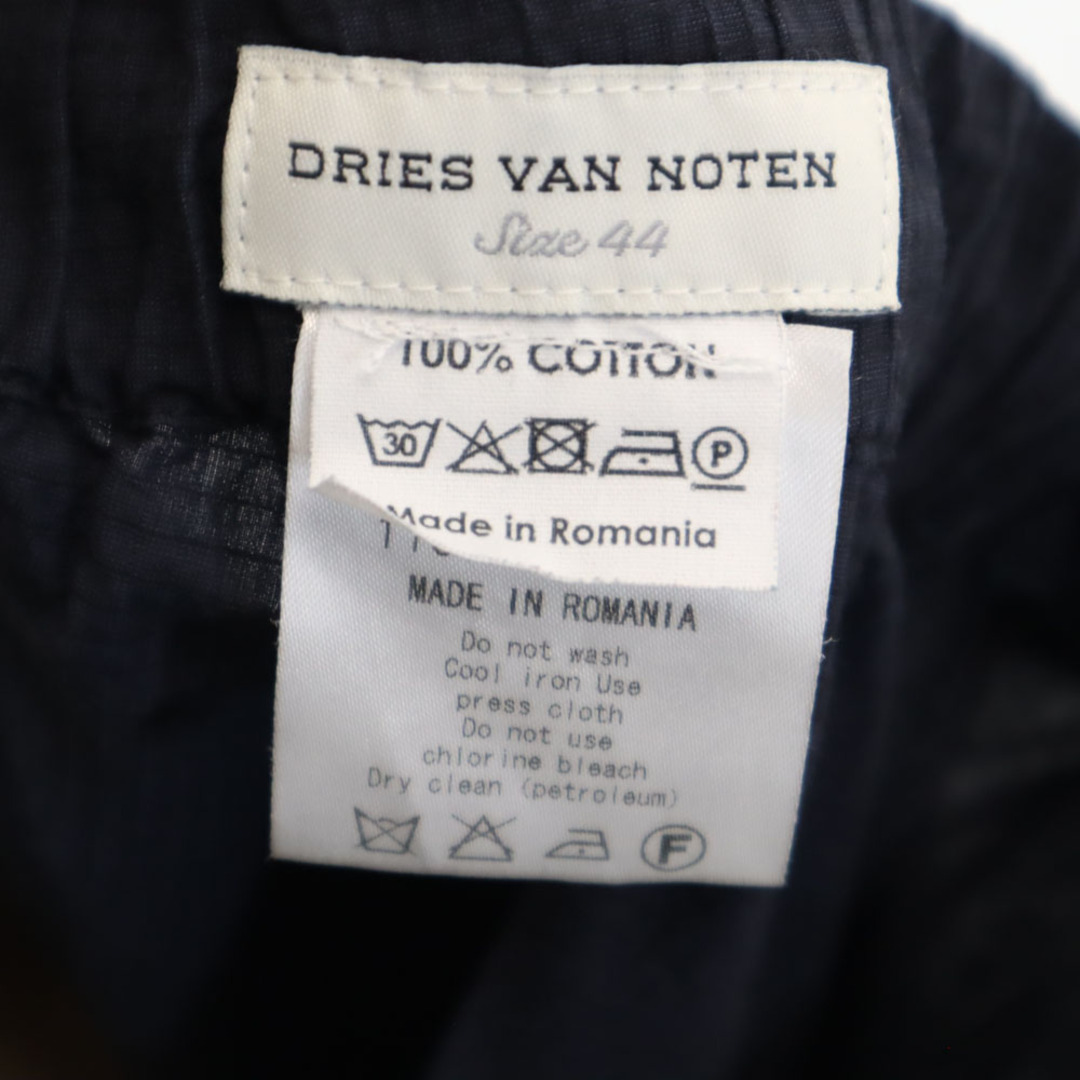 DRIES VAN NOTEN
Size 44
100% COTTON
30 P
Made in Romania
MADE IN ROMANIA
Do not wash
Cool iron Use
press cloth
Do not use
chlorine bleach
Dry clean (petroleum)
F